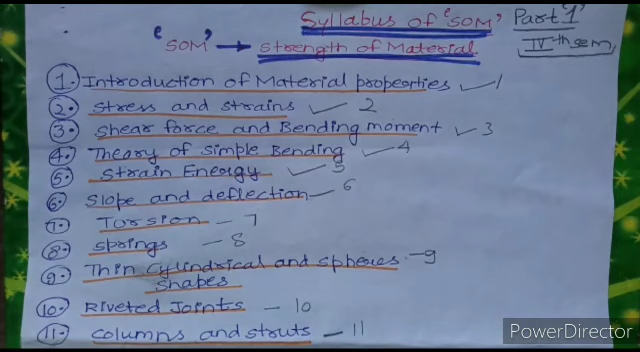 Syllabus of 'SOM' Part '1'
'SOM' → Strength of Material IVth sem
1. Introduction of Material properties ✓ 1
2. Stress and strains ✓ 2
3. Shear force and Bending moment ✓ 3
4. Theory of simple Bending ✓ 4
5. Strain Energy ✓ 5
6. Slope and deflection — 6
7. Torsion — 7
8. Springs — 8
9. Thin Cylindrical and spheres — 9
shapes
10. Riveted Joints — 10
11. Columns and struts — 11
PowerDirector